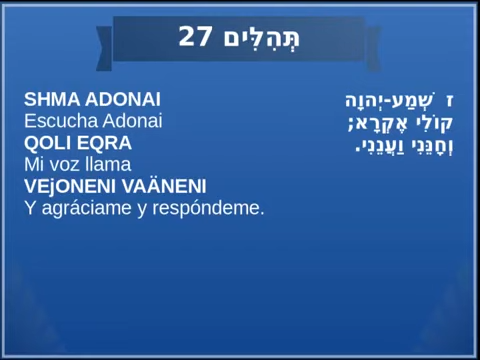 תְּהִלִּים 27
SHMA ADONAI
Escucha Adonai
QOLI EQRA
Mi voz llama
VEjONENI VAÄNENI
Y agráciame y respóndeme.
ז שְׁמַע-יְהוָה
קוֹלִי אֶקְרָא;
וְחָנֵּנִי וַעֲנֵנִי.